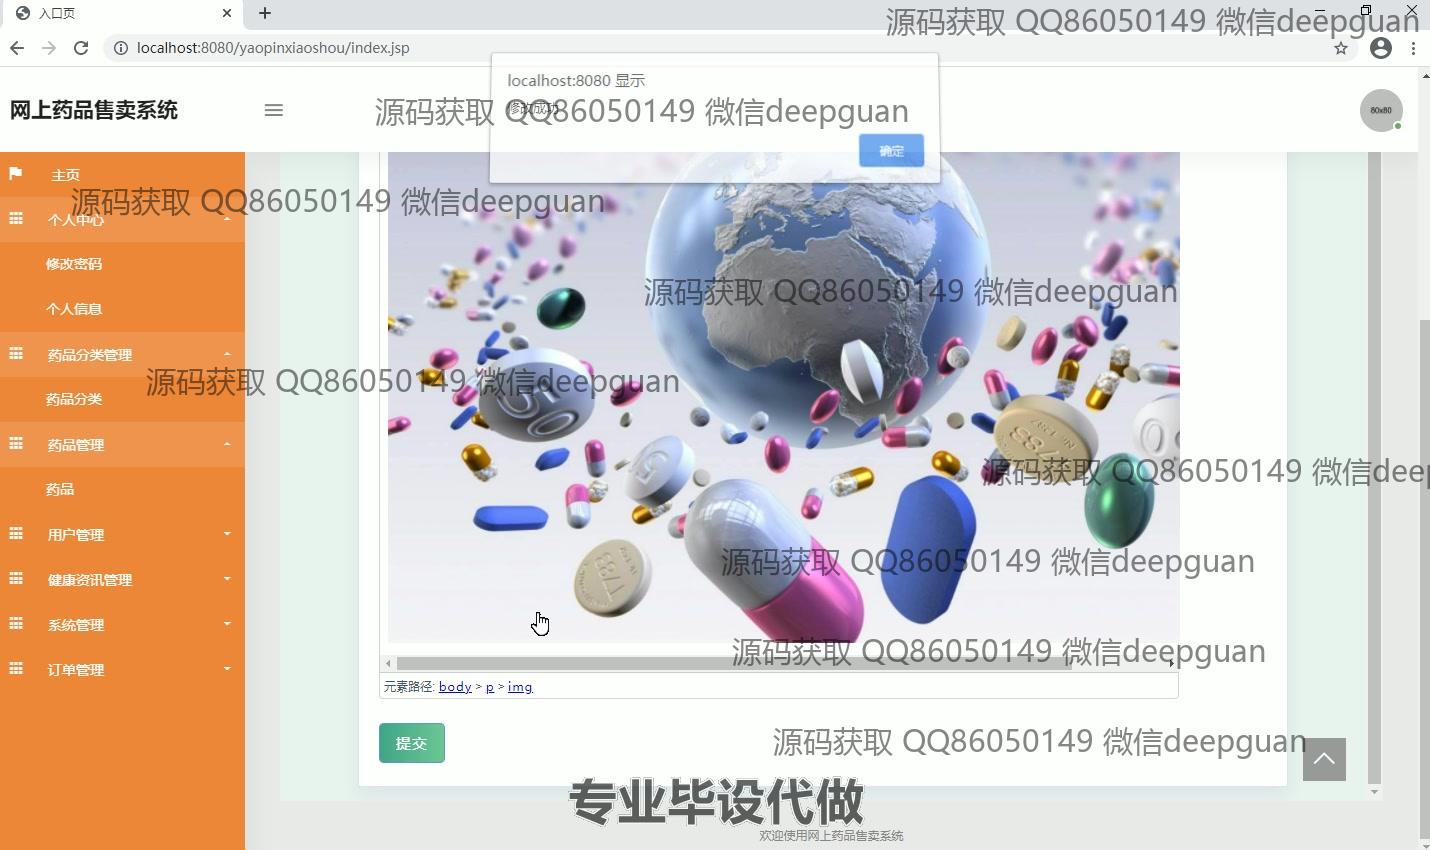 入口页
localhost:8080/yaopinxiaoshou/index.jsp
源码获取 QQ86050149 微信deepguan
localhost:8080 显示
修改成功
确定
网上药品售卖系统
源码获取 QQ86050149 微信deepguan
80x80
主页
源码获取 QQ86050149 微信deepguan
个人中心
修改密码
个人信息
源码获取 QQ86050149 微信deepguan
药品分类管理
源码获取 QQ86050149 微信deepguan
药品分类
药品管理
源码获取 QQ86050149 微信deep
药品
用户管理
源码获取 QQ86050149 微信deepguan
健康资讯管理
系统管理
源码获取 QQ86050149 微信deepguan
订单管理
元素路径: body > p > img
提交
源码获取 QQ86050149 微信deepguan
专业毕设代做
欢迎使用网上药品售卖系统